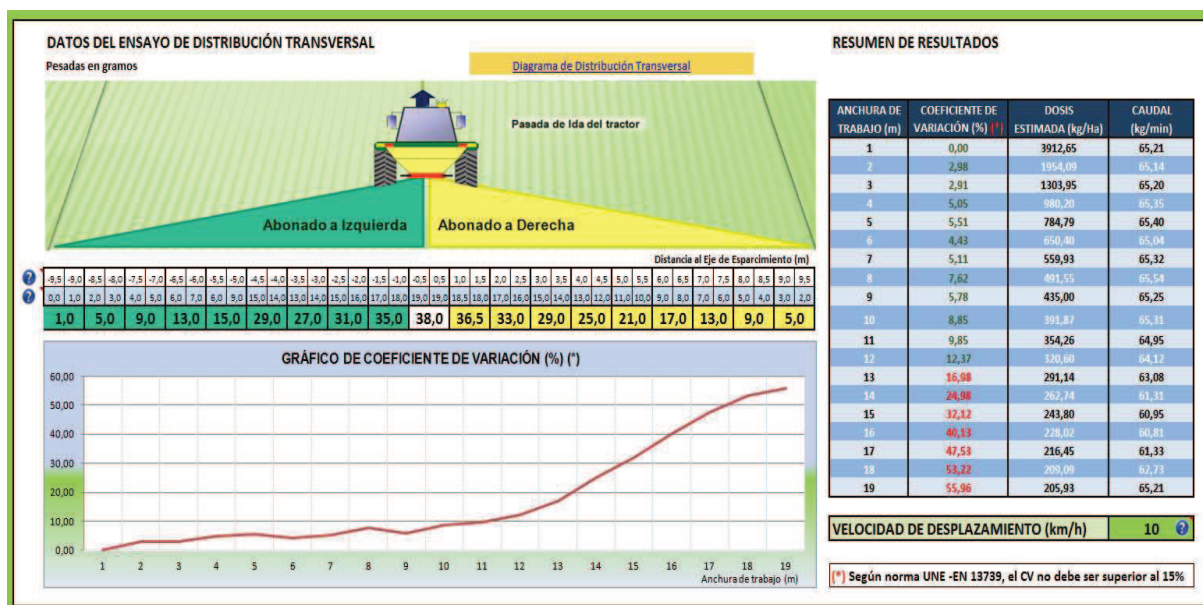 DATOS DEL ENSAYO DE DISTRIBUCIÓN TRANSVERSAL
Pesadas en gramos
Diagrama de Distribución Transversal
Pasada de Ida del tractor
Abonado a Izquierda
Abonado a Derecha
Distancia al Eje de Esparcimiento (m)
-9,5 -9,0 -8,5 -8,0 -7,5 -7,0 -6,5 -6,0 -5,5 -5,0 -4,5 -4,0 -3,5 -3,0 -2,5 -2,0 -1,5 -1,0 -0,5 0,5 1,0 1,5 2,0 2,5 3,0 3,5 4,0 4,5 5,0 5,5 6,0 6,5 7,0 7,5 8,0 8,5 9,0 9,5
0,0 1,0 2,0 3,0 4,0 5,0 6,0 7,0 6,0 9,0 15,0 14,0 13,0 14,0 15,0 16,0 17,0 18,0 19,0 19,0 18,5 18,0 17,0 16,0 15,0 14,0 13,0 12,0 11,0 10,0 9,0 8,0 7,0 6,0 5,0 4,0 3,0 2,0
1,0 5,0 9,0 13,0 15,0 29,0 27,0 31,0 35,0 38,0 36,5 33,0 29,0 25,0 21,0 17,0 13,0 9,0 5,0
GRÁFICO DE COEFICIENTE DE VARIACIÓN (%) (*)
60,00
50,00
40,00
30,00
20,00
10,00
0,00
1 2 3 4 5 6 7 8 9 10 11 12 13 14 15 16 17 18 19
Anchura de trabajo (m)
RESUMEN DE RESULTADOS
ANCHURA DE TRABAJO (m) COEFICIENTE DE VARIACIÓN (%) (*) DOSIS ESTIMADA (kg/Ha) CAUDAL (kg/min)
1 0,00 3912,65 65,21
2 2,98 1954,09 65,14
3 2,91 1303,95 65,20
4 5,05 980,20 65,35
5 5,51 784,79 65,40
6 4,43 650,40 65,04
7 5,11 559,93 65,32
8 7,62 491,55 65,54
9 5,78 435,00 65,25
10 8,85 391,87 65,31
11 9,85 354,26 64,95
12 12,37 320,60 64,12
13 16,98 291,14 63,08
14 24,98 262,74 61,31
15 32,12 243,80 60,95
16 40,13 228,02 60,81
17 47,53 216,45 61,33
18 53,22 209,09 62,73
19 55,96 205,93 65,21
VELOCIDAD DE DESPLAZAMIENTO (km/h) 10 ?
(*) Según norma UNE -EN 13739, el CV no debe ser superior al 15%